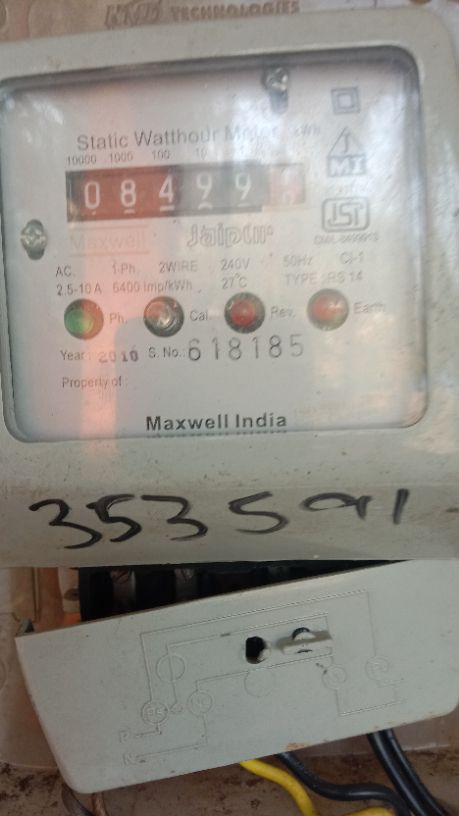 TECHNOLOGIES
Static Watthour Meter kWh
10000 1000 100 10
08499
Maxwell Jaipur
AC. 1-Ph. 2WIRE 240V 50Hz Cl-1
2.5-10 A 6400 imp/kWh 27°C TYPE :RS 14
Ph. Cal. Rev. Earth
Year: 2010 S. No.: 618185
Property of :
Maxwell India
353591
P
N